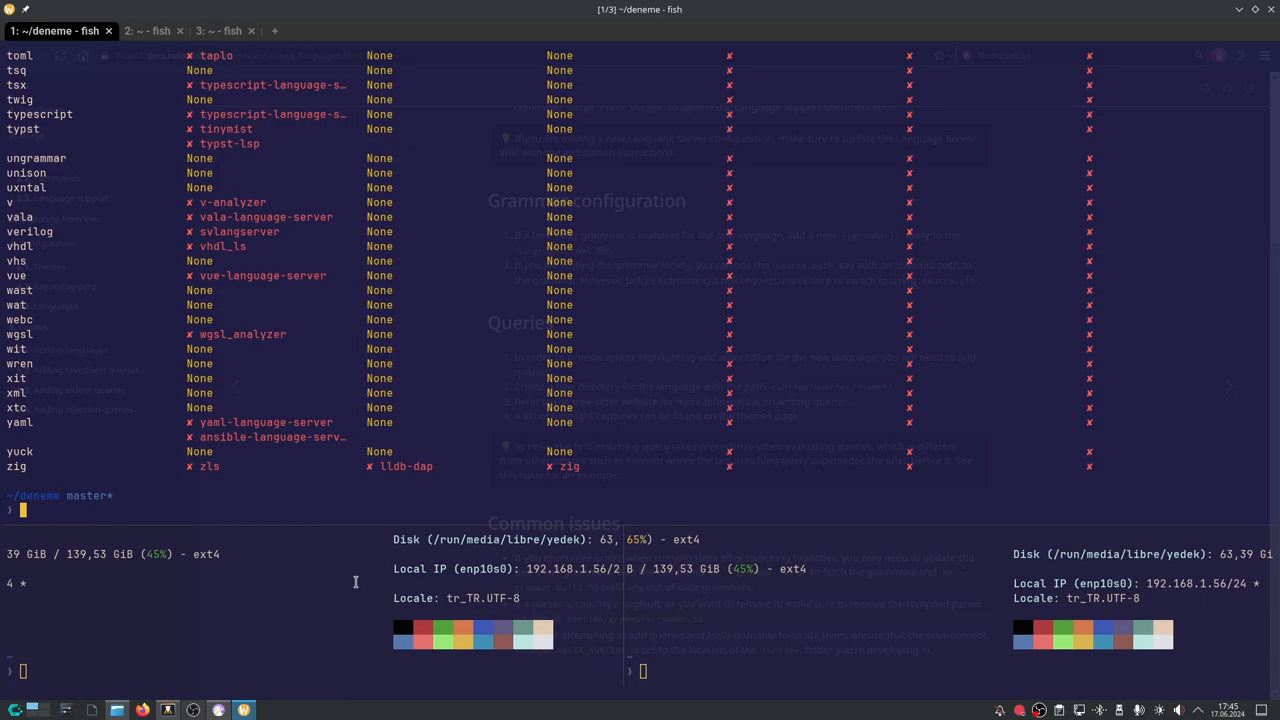 [1/3] ~/deneme - fish
1: ~/deneme - fish × 2: ~ - fish × 3: ~ - fish × +
toml ✘ taplo None None ✘ ✘ ✘
tsq None None None ✘ ✘ ✘
tsx ✘ typescript-language-s… None None ✘ ✘ ✘
twig None None None ✘ ✘ ✘
typescript ✘ typescript-language-s… None None ✘ ✘ ✘
typst ✘ tinymist None None ✘ ✘ ✘
✘ typst-lsp
ungrammar None None None ✘ ✘ ✘
unison None None None ✘ ✘ ✘
uxntal None None None ✘ ✘ ✘
v ✘ v-analyzer None None ✘ ✘ ✘
vala ✘ vala-language-server None None ✘ ✘ ✘
verilog ✘ svlangserver None None ✘ ✘ ✘
vhdl ✘ vhdl_ls None None ✘ ✘ ✘
vhs None None None ✘ ✘ ✘
vue ✘ vue-language-server None None ✘ ✘ ✘
wast None None None ✘ ✘ ✘
wat None None None ✘ ✘ ✘
webc None None None ✘ ✘ ✘
wgsl ✘ wgsl_analyzer None None ✘ ✘ ✘
wit None None None ✘ ✘ ✘
wren None None None ✘ ✘ ✘
xit None None None ✘ ✘ ✘
xml None None None ✘ ✘ ✘
xtc None None None ✘ ✘ ✘
yaml ✘ yaml-language-server None None ✘ ✘ ✘
✘ ansible-language-serv…
yuck None None None ✘ ✘ ✘
zig ✘ zls ✘ lldb-dap ✘ zig ✘ ✘ ✘
~/deneme master*
❯
Disk (/run/media/libre/yedek): 63,
39 GiB / 139,53 GiB (45%) - ext4
Local IP (enp10s0): 192.168.1.56/2
4 *
Locale: tr_TR.UTF-8
~
❯
65%) - ext4
B / 139,53 GiB (45%) - ext4
Disk (/run/media/libre/yedek): 63,39 Gi
Local IP (enp10s0): 192.168.1.56/24 *
Locale: tr_TR.UTF-8
~
❯
Grammar configuration
Queries
Common issues
17:45
17.06.2024